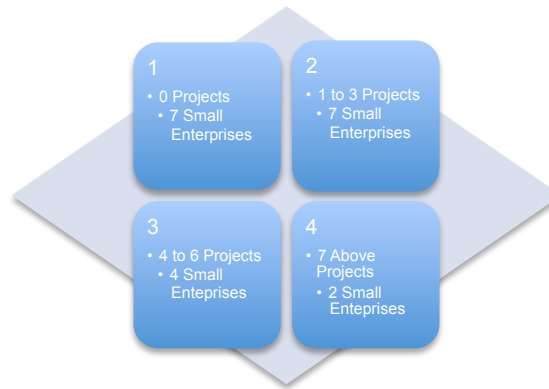 1
• 0 Projects
• 7 Small
Enterprises
2
• 1 to 3 Projects
• 7 Small
Enterprises
3
• 4 to 6 Projects
• 4 Small
Enteprises
4
• 7 Above
Projects
• 2 Small
Enteprises